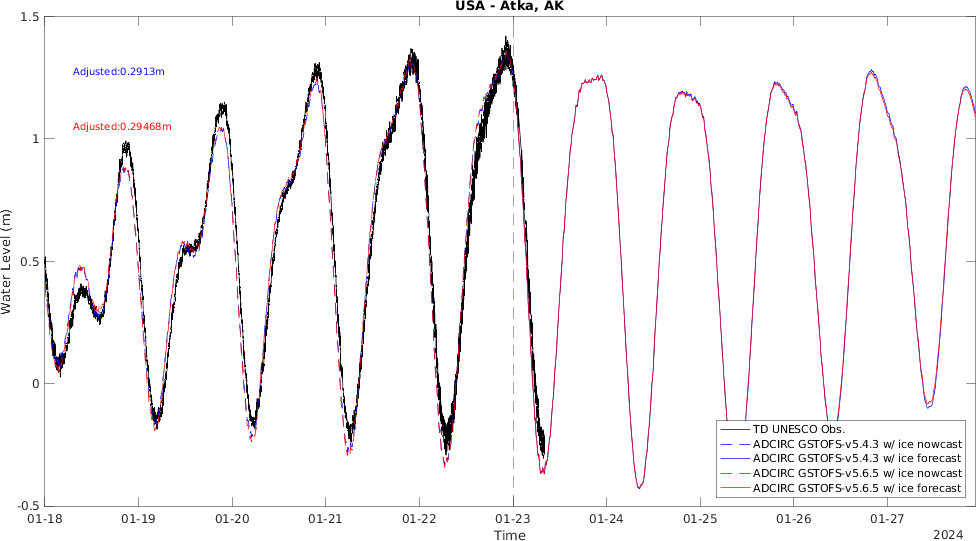 USA - Atka, AK
1.5
1
0.5
0
-0.5
Water Level (m)
Adjusted:0.2913m
Adjusted:0.29468m
TD UNESCO Obs.
ADCIRC GSTOFS-v5.4.3 w/ ice nowcast
ADCIRC GSTOFS-v5.4.3 w/ ice forecast
ADCIRC GSTOFS-v5.6.5 w/ ice nowcast
ADCIRC GSTOFS-v5.6.5 w/ ice forecast
01-18 01-19 01-20 01-21 01-22 01-23 01-24 01-25 01-26 01-27
Time
2024